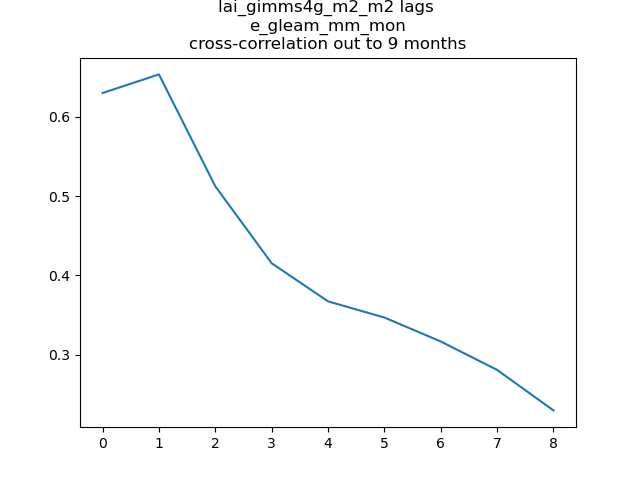 lai_gimms4g_m2_m2 lags
e_gleam_mm_mon
cross-correlation out to 9 months
0.6
0.5
0.4
0.3
0 1 2 3 4 5 6 7 8